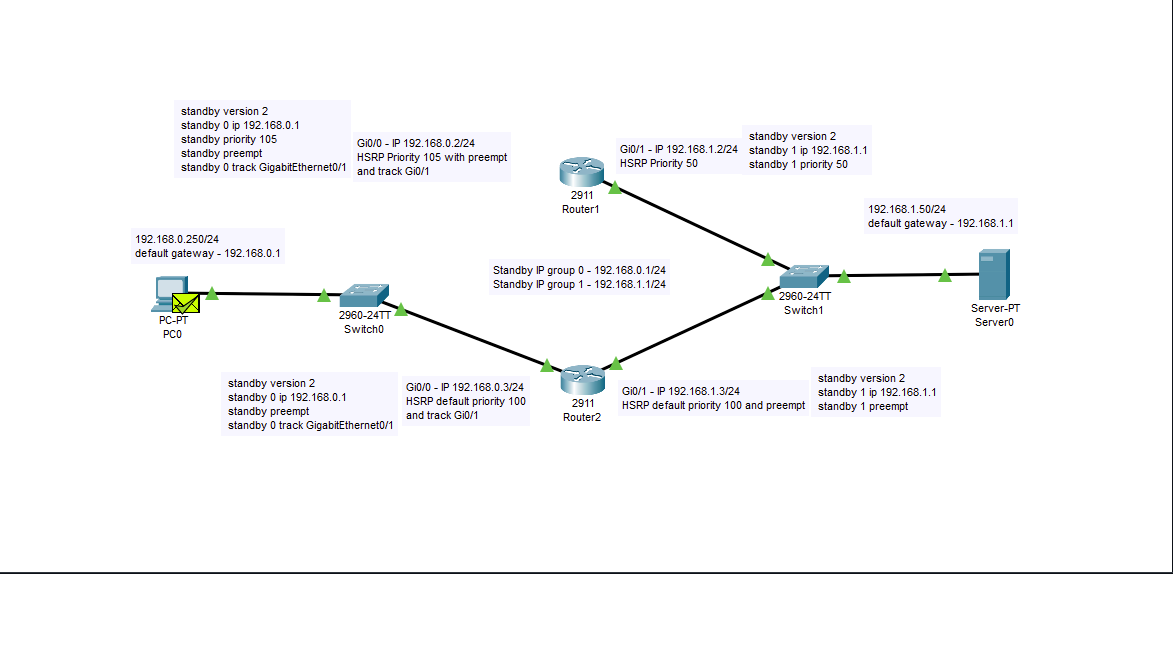 standby version 2
standby 0 ip 192.168.0.1
standby priority 105
standby preempt
standby 0 track GigabitEthernet0/1
Gi0/0 - IP 192.168.0.2/24
HSRP Priority 105 with preempt
and track Gi0/1
Gi0/1 - IP 192.168.1.2/24
HSRP Priority 50
standby version 2
standby 1 ip 192.168.1.1
standby 1 priority 50
2911
Router1
192.168.1.50/24
default gateway - 192.168.1.1
192.168.0.250/24
default gateway - 192.168.0.1
Standby IP group 0 - 192.168.0.1/24
Standby IP group 1 - 192.168.1.1/24
PC-PT
PC0
2960-24TT
Switch0
2960-24TT
Switch1
Server-PT
Server0
standby version 2
standby 0 ip 192.168.0.1
standby preempt
standby 0 track GigabitEthernet0/1
Gi0/0 - IP 192.168.0.3/24
HSRP default priority 100
and track Gi0/1
2911
Router2
Gi0/1 - IP 192.168.1.3/24
HSRP default priority 100 and preempt
standby version 2
standby 1 ip 192.168.1.1
standby 1 preempt